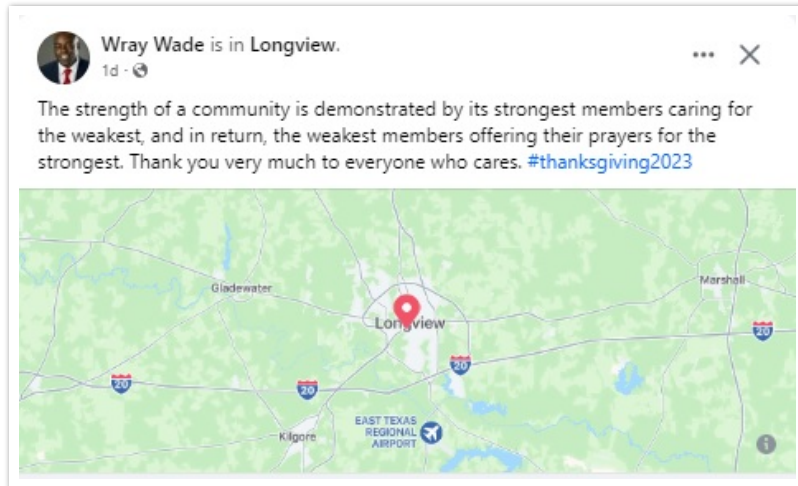 Wray Wade is in Longview.
1d ·
The strength of a community is demonstrated by its strongest members caring for
the weakest, and in return, the weakest members offering their prayers for the
strongest. Thank you very much to everyone who cares. #thanksgiving2023
Gladewater
Marshall
Longview
20
20
20
20
EAST TEXAS
REGIONAL
AIRPORT
Kilgore